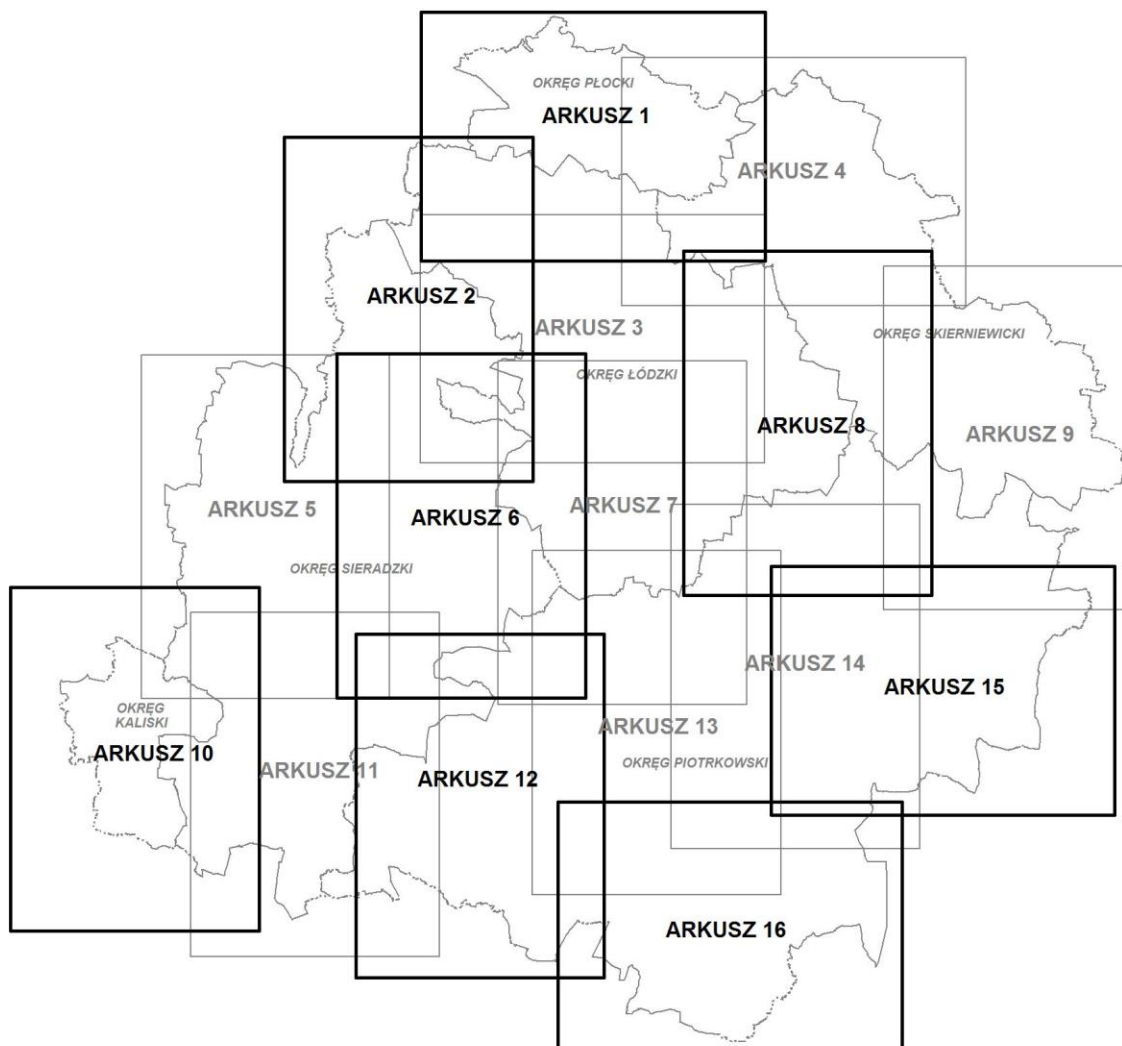 OKRĘG PŁOCKI
ARKUSZ 1
ARKUSZ 4
ARKUSZ 2
ARKUSZ 3
OKRĘG SKIERNIEWICKI
OKRĘG ŁÓDZKI
ARKUSZ 8
ARKUSZ 9
ARKUSZ 5
ARKUSZ 6
ARKUSZ 7
OKRĘG SIERADZKI
ARKUSZ 14
ARKUSZ 15
OKRĘG
KALISKI
ARKUSZ 10
ARKUSZ 13
OKRĘG PIOTRKOWSKI
ARKUSZ 11
ARKUSZ 12
ARKUSZ 16